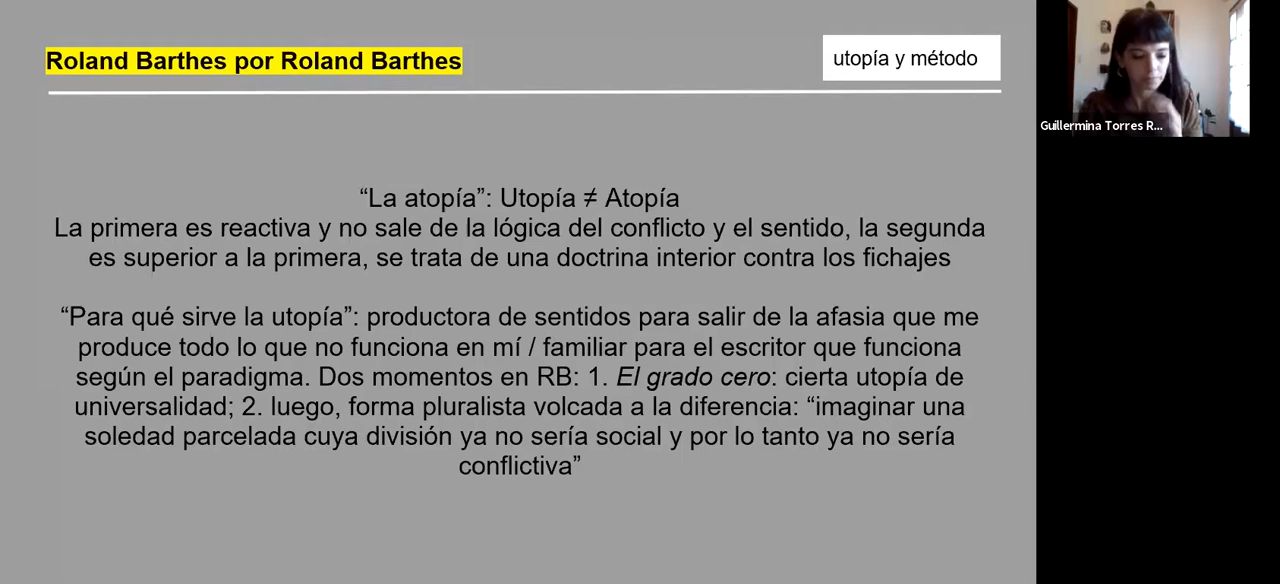 Roland Barthes por Roland Barthes
utopía y método
Guillermina Torres R...
“La atopía”: Utopía ≠ Atopía
La primera es reactiva y no sale de la lógica del conflicto y el sentido, la segunda
es superior a la primera, se trata de una doctrina interior contra los fichajes
“Para qué sirve la utopía”: productora de sentidos para salir de la afasia que me
produce todo lo que no funciona en mí / familiar para el escritor que funciona
según el paradigma. Dos momentos en RB: 1. El grado cero: cierta utopía de
universalidad; 2. luego, forma pluralista volcada a la diferencia: “imaginar una
soledad parcelada cuya división ya no sería social y por lo tanto ya no sería
conflictiva”